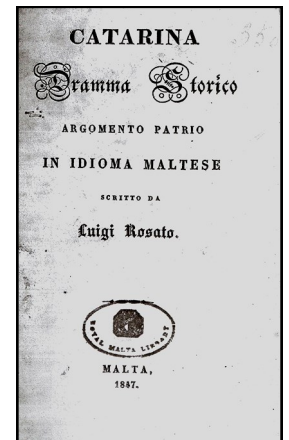 CATARINA
Dramma Storico
ARGOMENTO PATRIO
IN IDIOMA MALTESE
SCRITTO DA
Luigi Rosato.
ROYAL MALTA LIBRARY
MALTA,
1847.